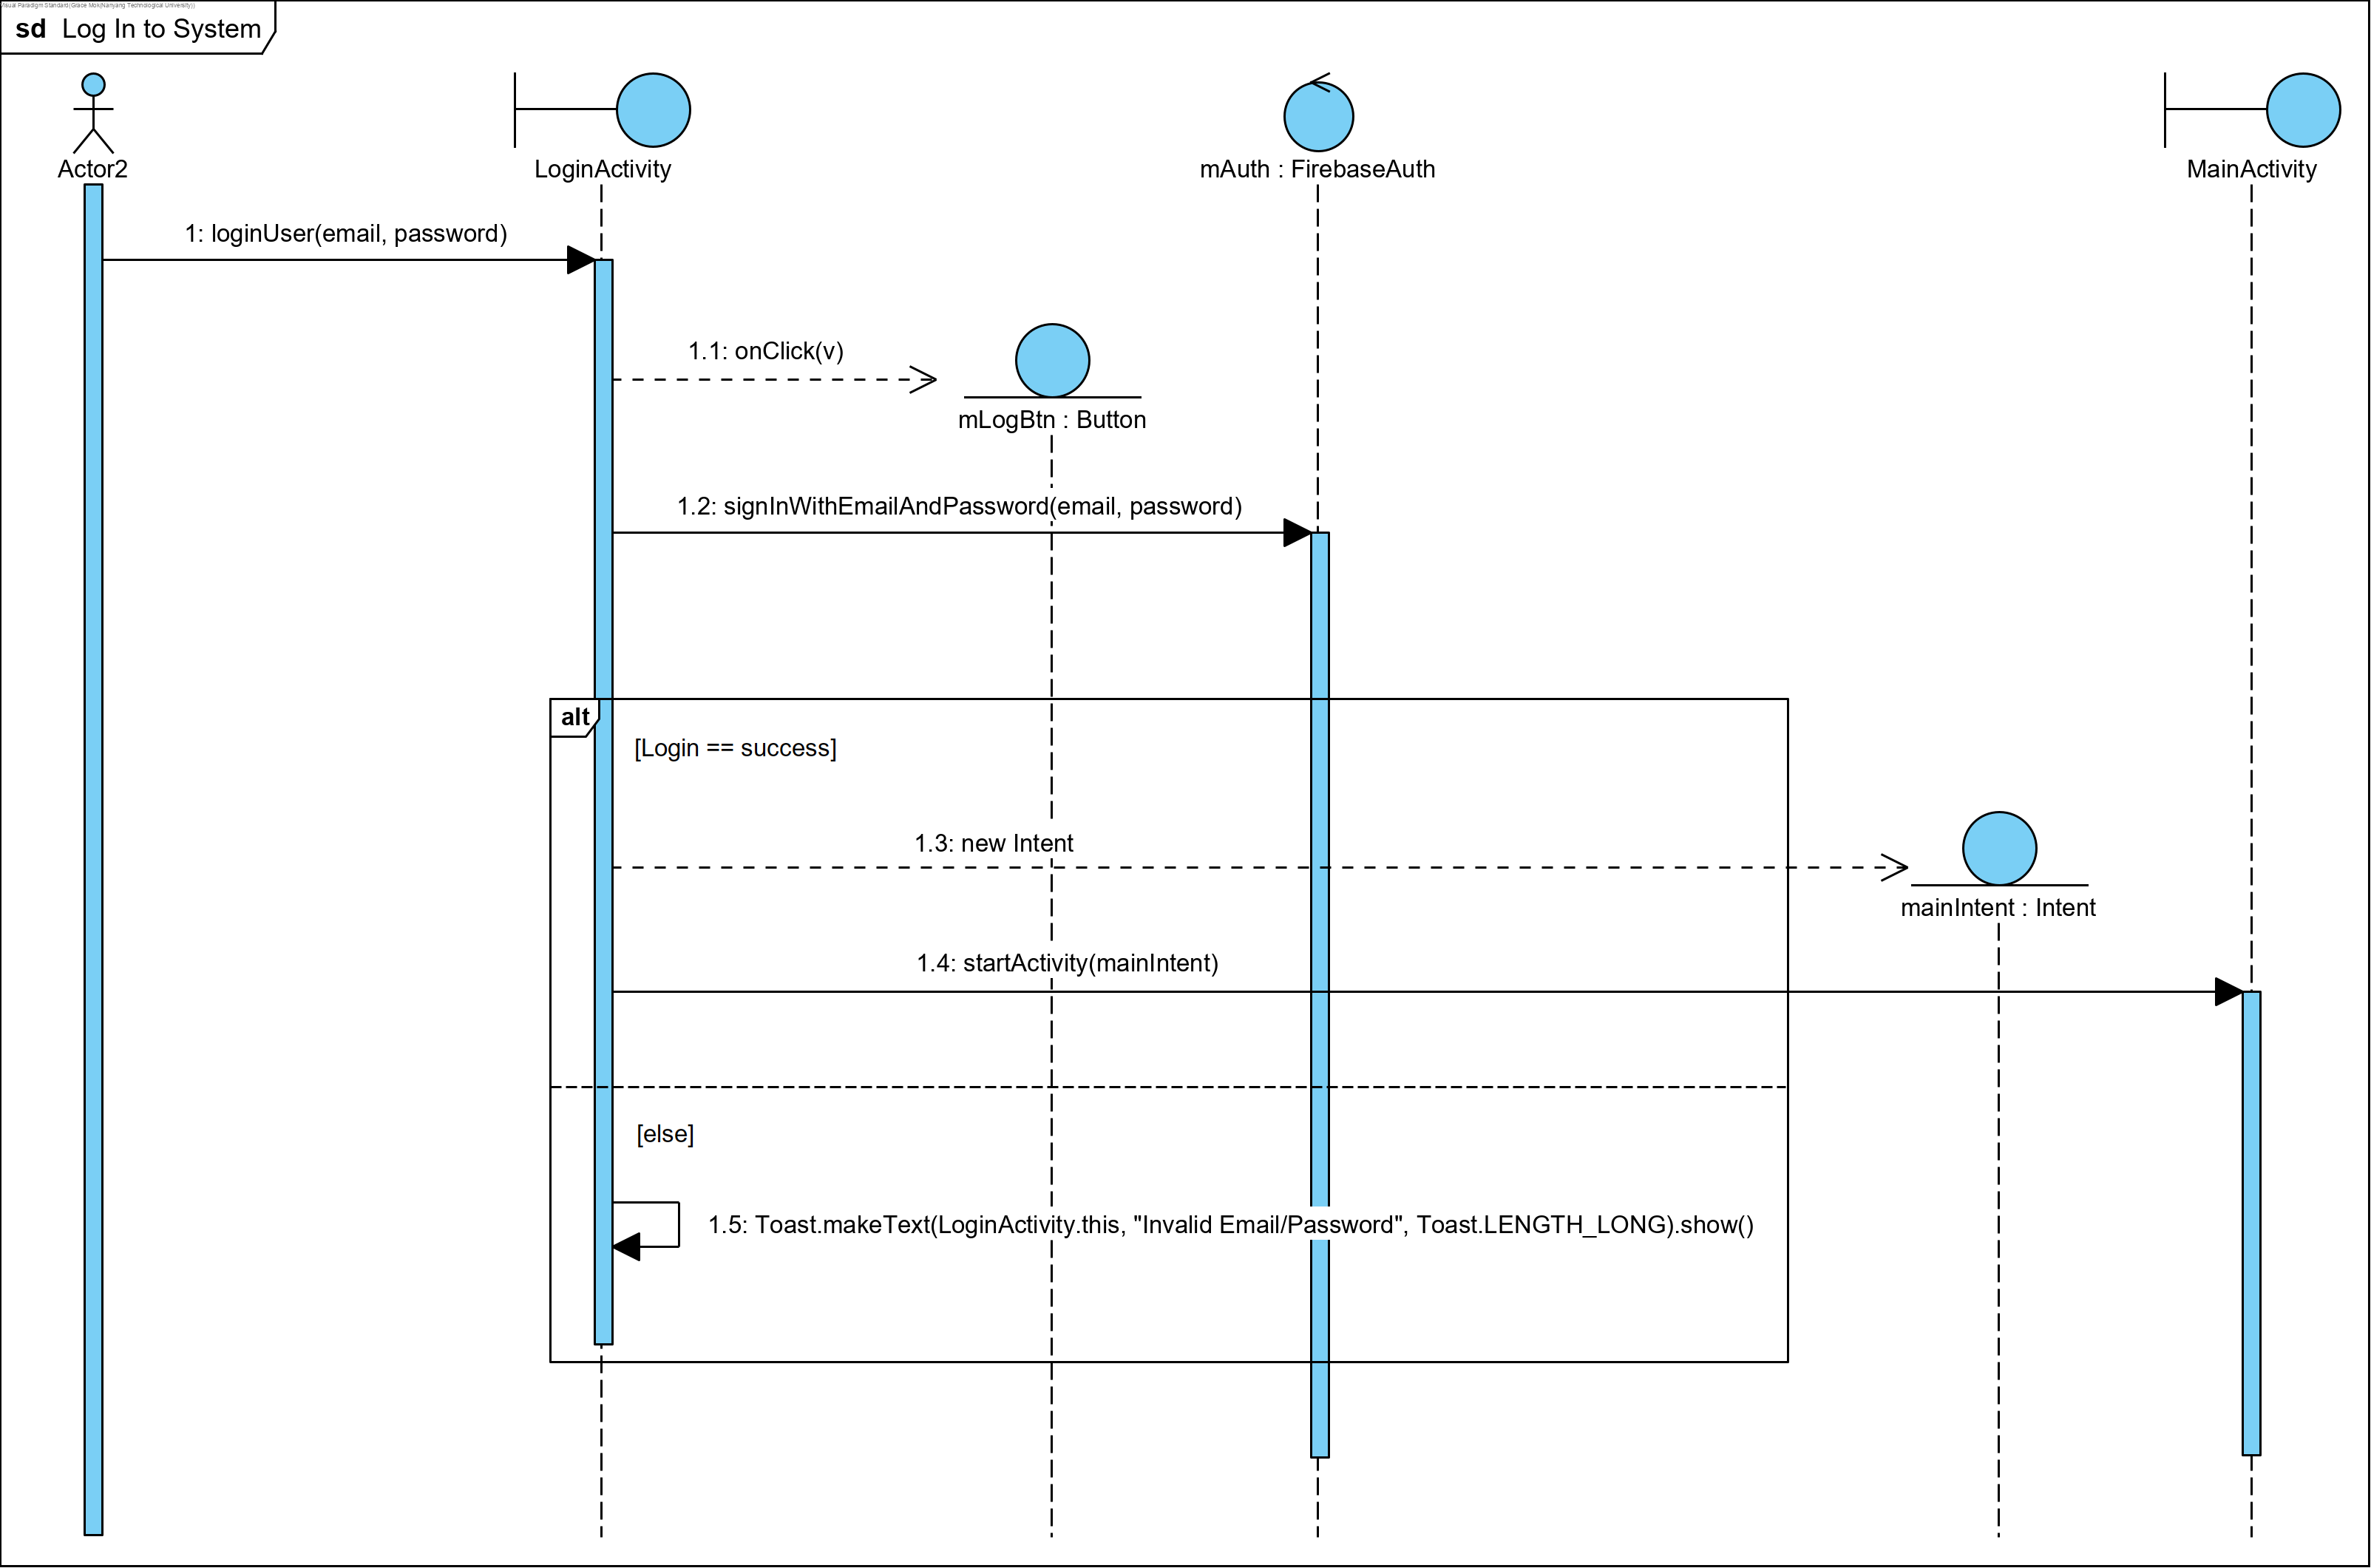 Visual Paradigm Standard(Grace Mok(Nanyang Technological University))
sd Log In to System
Actor2
LoginActivity
mAuth : FirebaseAuth
MainActivity
1: loginUser(email, password)
1.1: onClick(v)
mLogBtn : Button
1.2: signInWithEmailAndPassword(email, password)
alt
[Login == success]
1.3: new Intent
mainIntent : Intent
1.4: startActivity(mainIntent)
[else]
1.5: Toast.makeText(LoginActivity.this, "Invalid Email/Password", Toast.LENGTH_LONG).show()